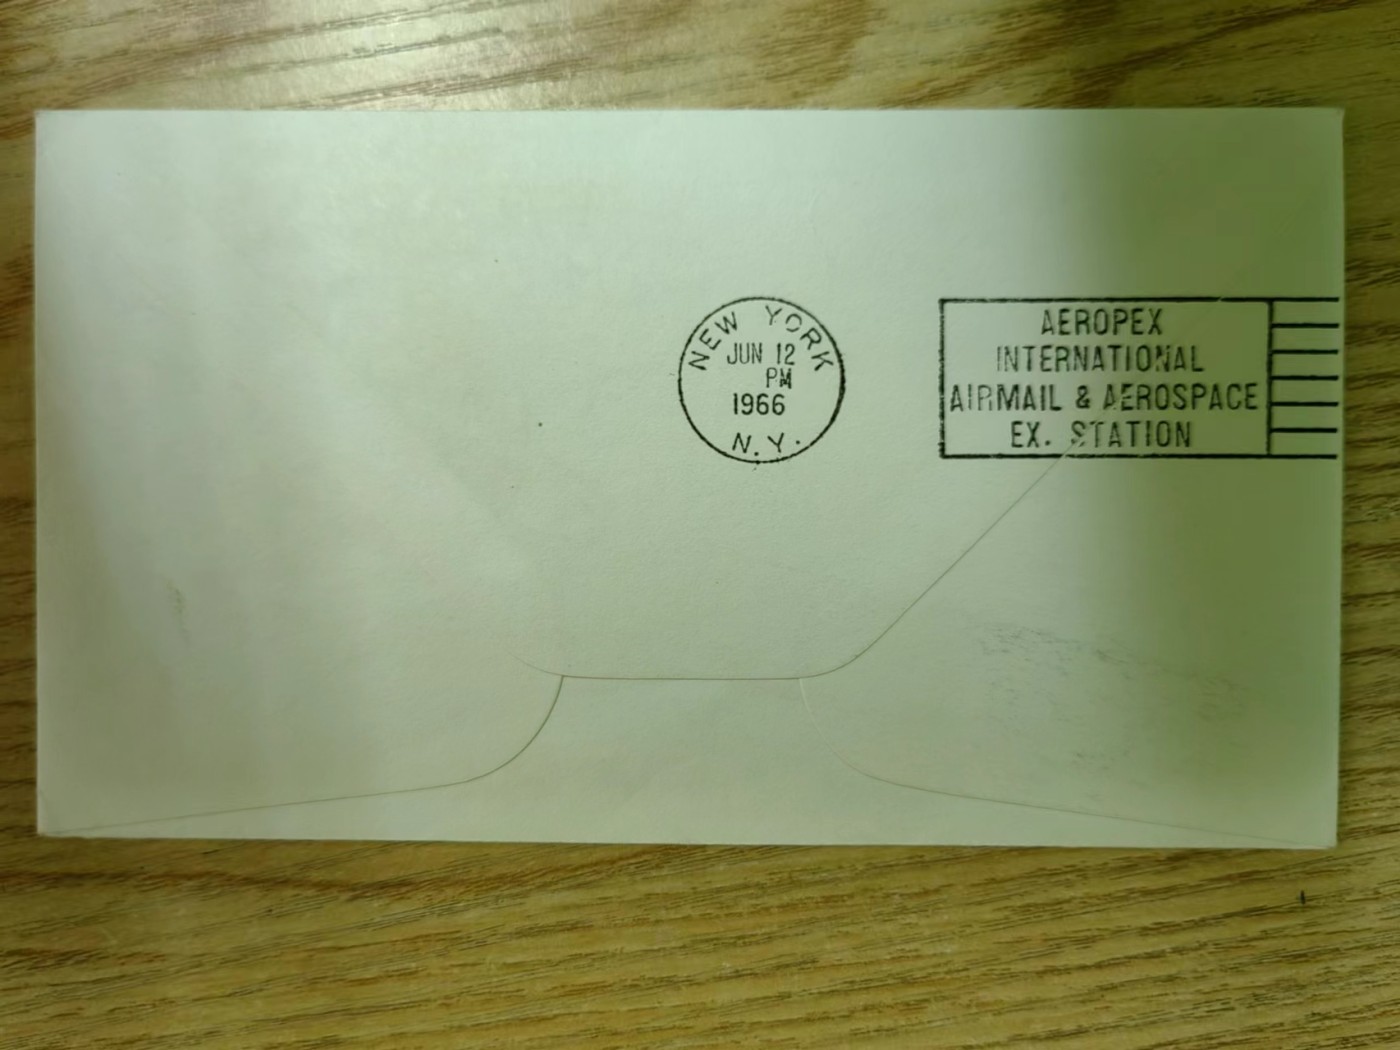 NEW YORK
JUN 12
PM
1966
N.Y.
AEROPEX
INTERNATIONAL
AIRMAIL & AEROSPACE
EX. STATION